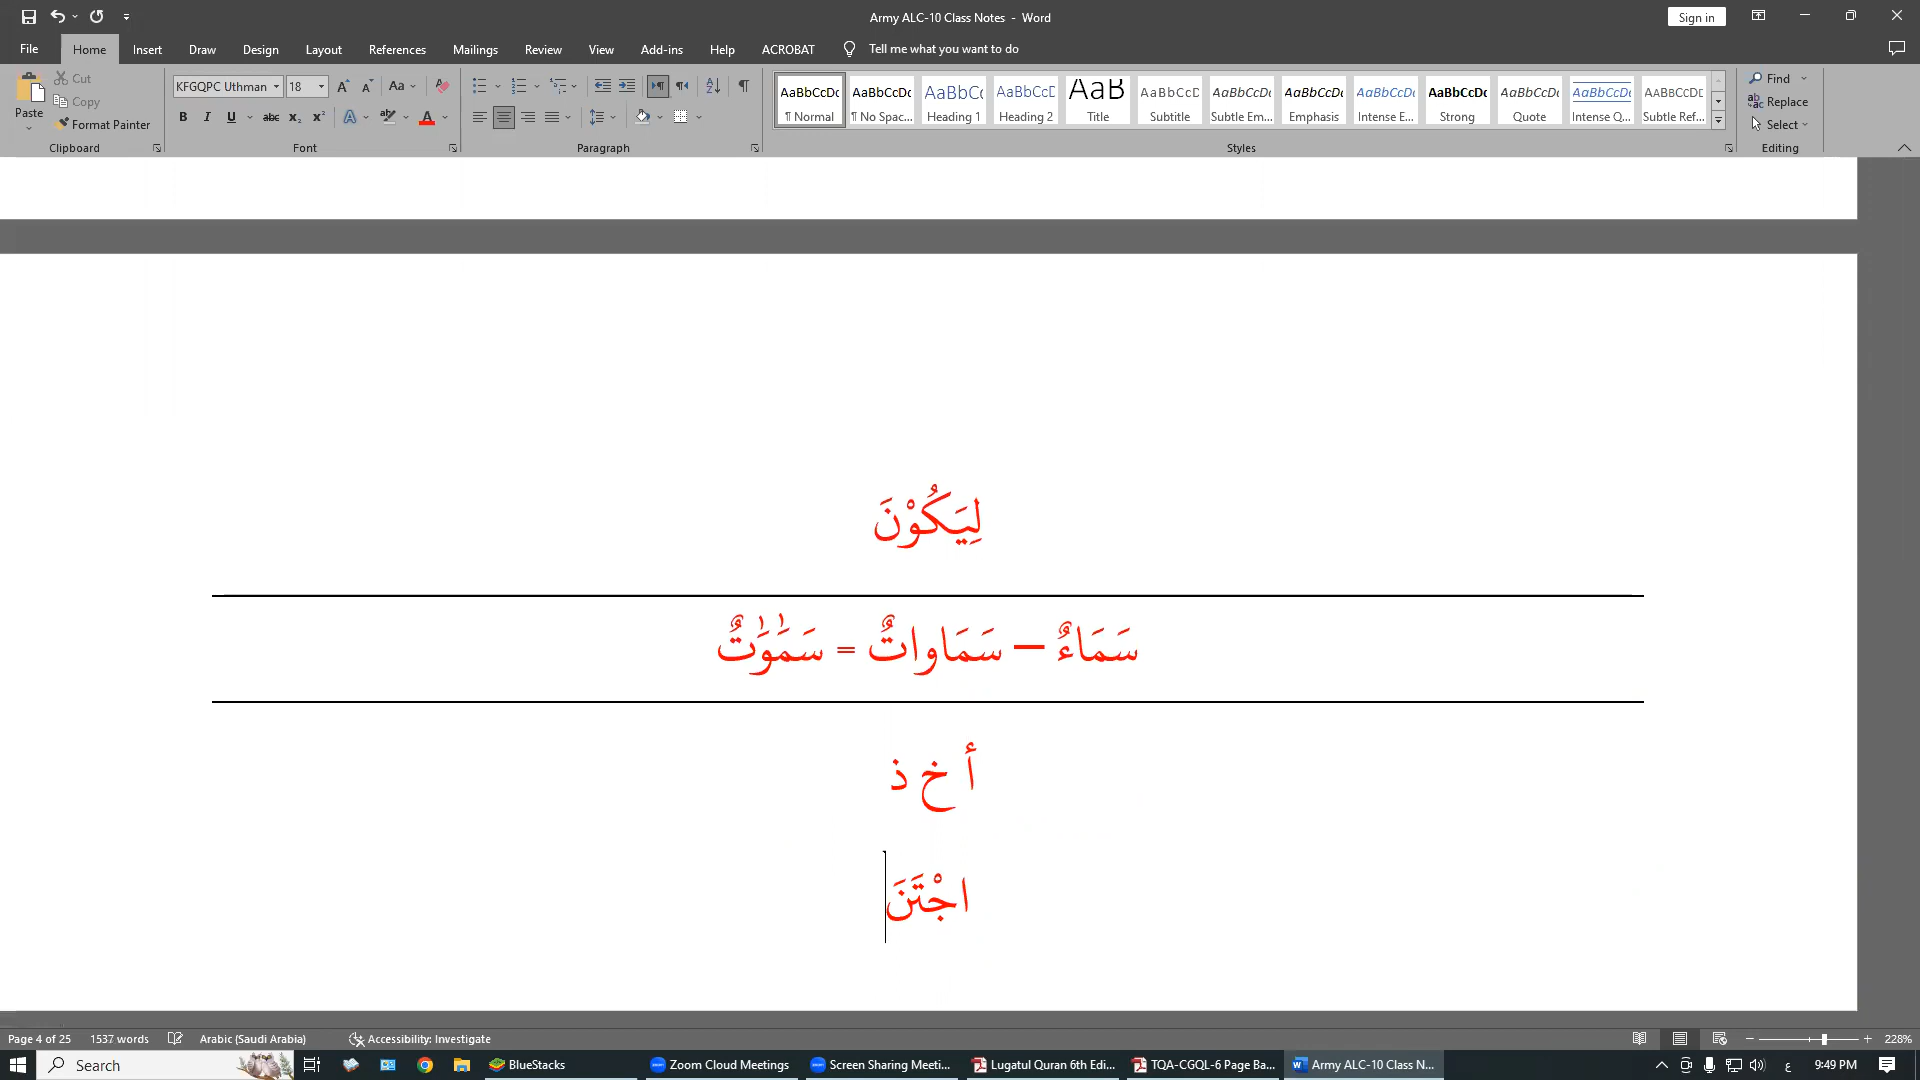 Army ALC-10 Class Notes - Word
Sign in
File Home Insert Draw Design Layout References Mailings Review View Add-ins Help ACROBAT Tell me what you want to do
Paste Cut Copy Format Painter
KFGQPC Uthman 18
AaBbCcDc ¶ Normal
AaBbCcDc ¶ No Spac...
AaBbC Heading 1
AaBbCcD Heading 2
AaB Title
AaBbCcD Subtitle
AaBbCcDc Subtle Em...
AaBbCcDc Emphasis
AaBbCcDc Intense E...
AaBbCcDc Strong
AaBbCcDc Quote
AaBbCcDc Intense Q...
AABBCCDE Subtle Ref...
Find
Replace
Select
Clipboard Font Paragraph Styles Editing
لِيَكُوْنَ
سَمَاءٌ — سَمَاواتٌ = سَمَٰوَٰتٌ
أ خ ذ
اجْتَنَ
Page 4 of 25 1537 words Arabic (Saudi Arabia) Accessibility: Investigate 228%
Search BlueStacks Zoom Cloud Meetings Screen Sharing Meeti... Lugatul Quran 6th Edi... TQA-CGQL-6 Page Ba... Army ALC-10 Class N... ع 9:49 PM